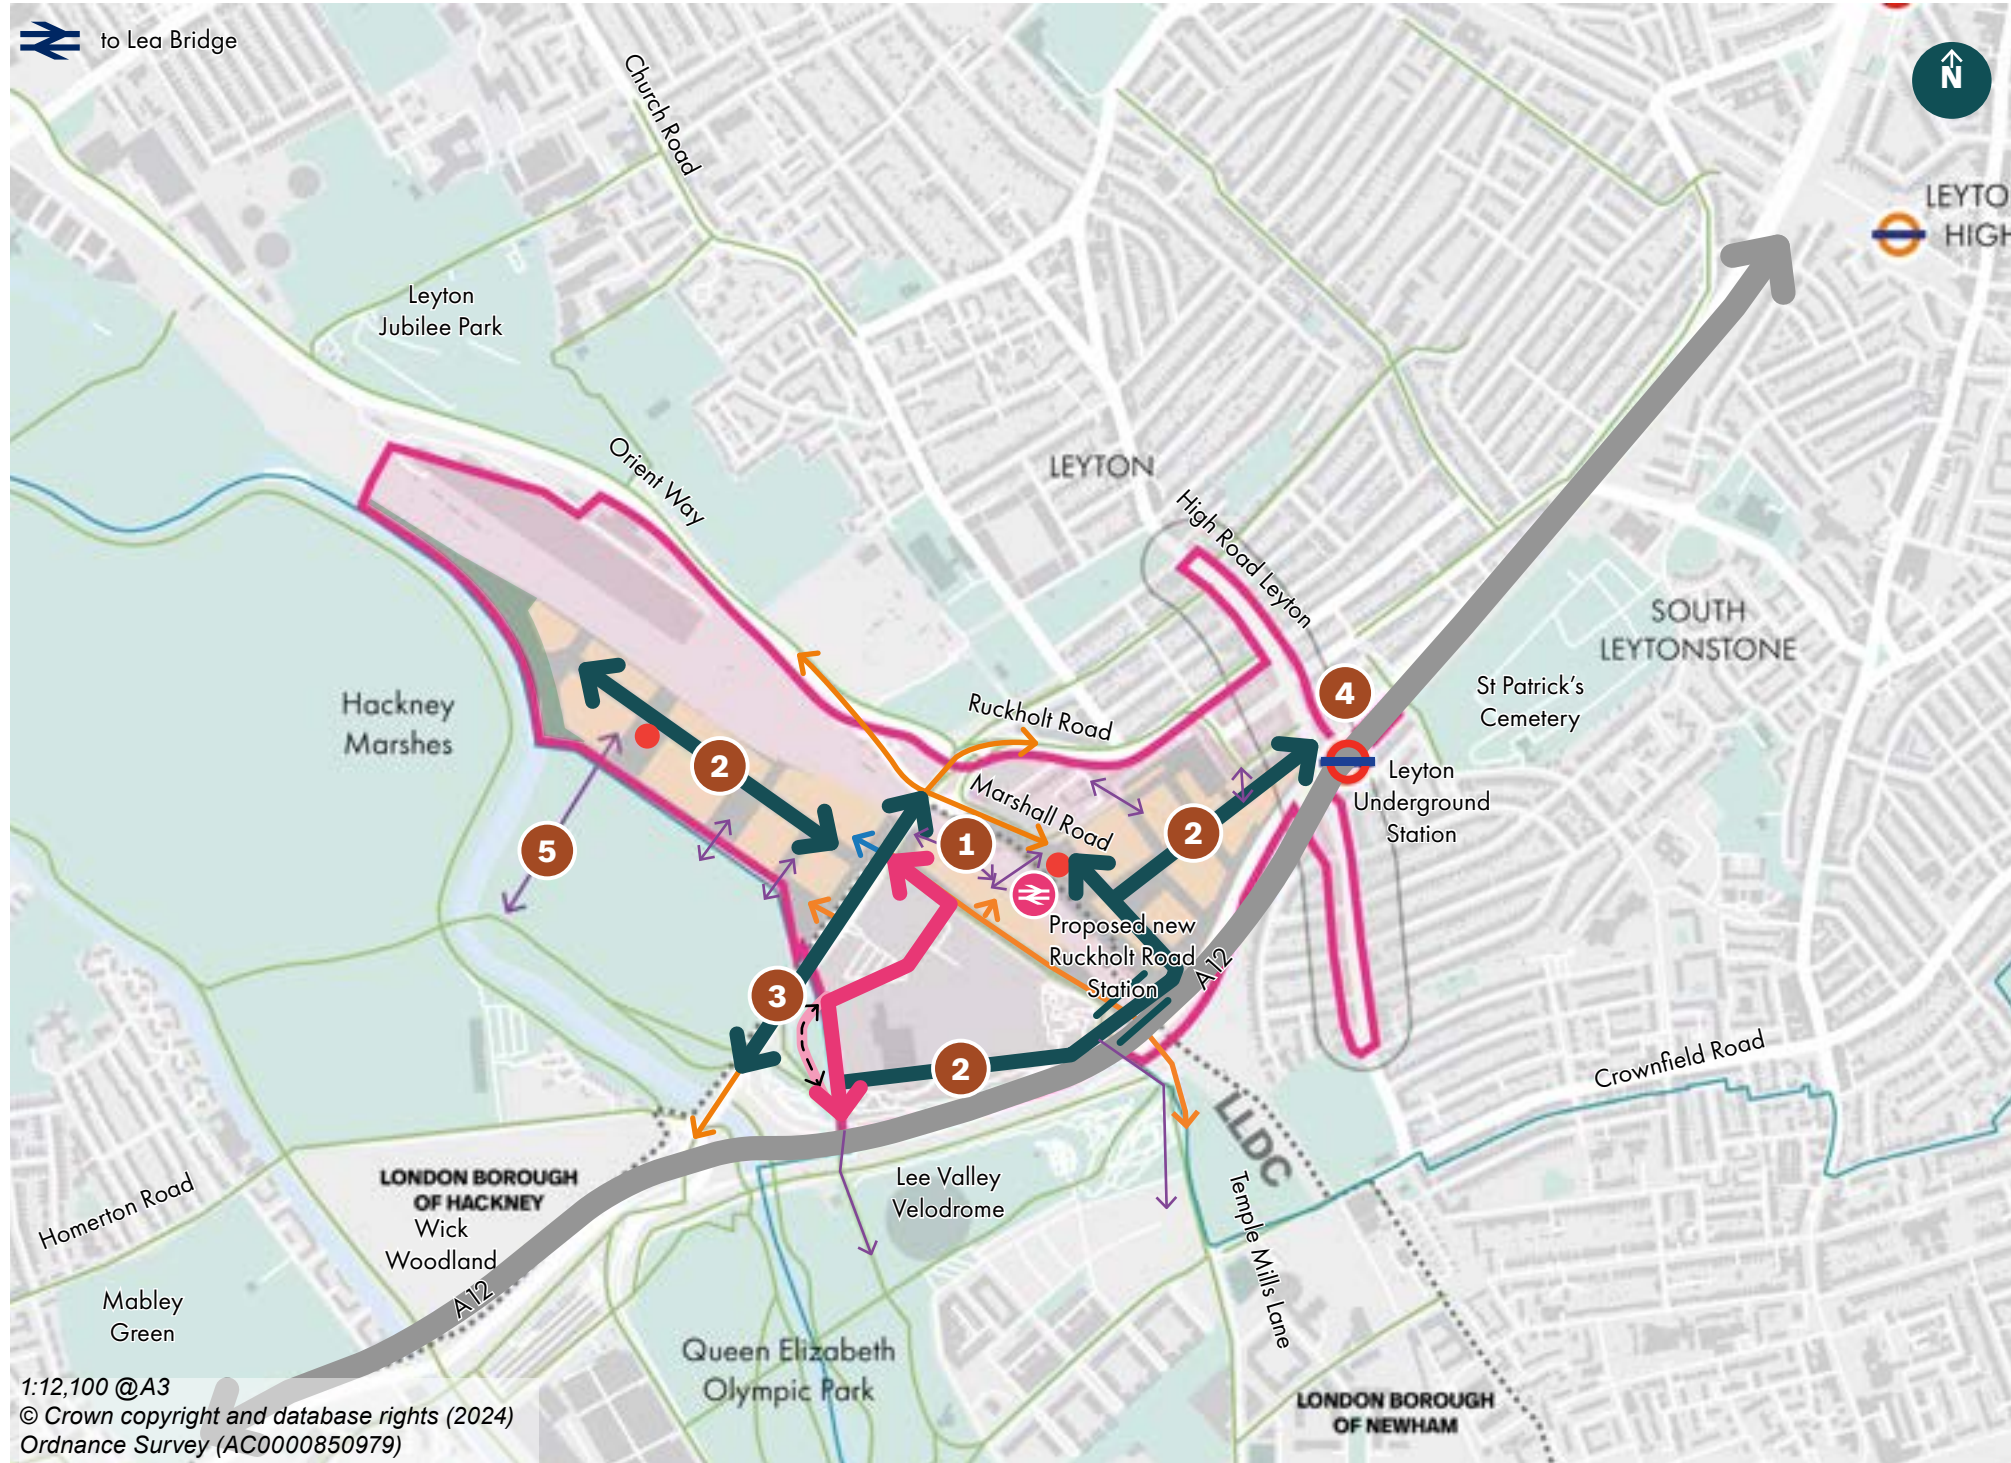 to Lea Bridge
N
Church Road
LEYTO
HIGH
Leyton
Jubilee Park
Orient Way
LEYTON
High Road Leyton
SOUTH
LEYTONSTONE
St Patrick's
Cemetery
Hackney
Marshes
Ruckholt Road
4
2
Marshall Road
Leyton
Underground
Station
5
1
2
Proposed new
Ruckholt Road
Station
A12
3
2
Crownfield Road
LLDC
Homerton Road
LONDON BOROUGH
OF HACKNEY
Wick
Woodland
Lee Valley
Velodrome
Temple Mills Lane
A12
Mabley
Green
Queen Elizabeth
Olympic Park
LONDON BOROUGH
OF NEWHAM
1:12,100 @A3
© Crown copyright and database rights (2024)
Ordnance Survey (AC0000850979)